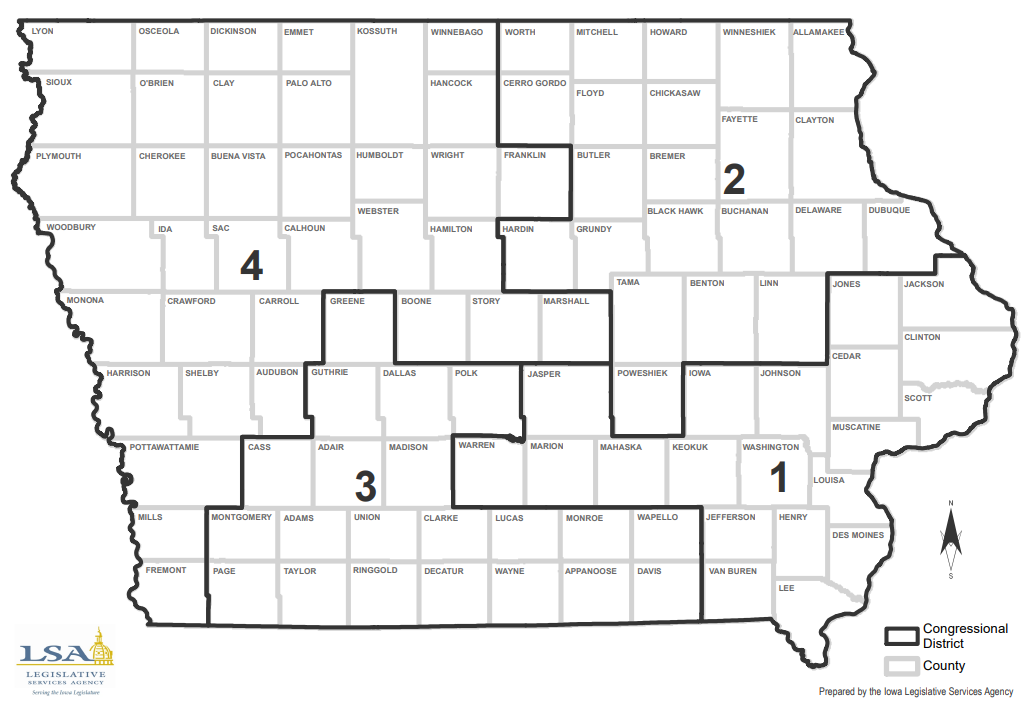 LYON OSCEOLA DICKINSON EMMET KOSSUTH WINNEBAGO WORTH MITCHELL HOWARD WINNESHIEK ALLAMAKEE
SIOUX O'BRIEN CLAY PALO ALTO HANCOCK CERRO GORDO
FLOYD CHICKASAW
FAYETTE CLAYTON
PLYMOUTH CHEROKEE BUENA VISTA POCAHONTAS HUMBOLDT WRIGHT FRANKLIN BUTLER BREMER
2
WEBSTER BLACK HAWK BUCHANAN DELAWARE DUBUQUE
WOODBURY IDA SAC CALHOUN HAMILTON HARDIN GRUNDY
4
TAMA BENTON LINN JONES JACKSON
MONONA CRAWFORD CARROLL GREENE BOONE STORY MARSHALL
CLINTON
CEDAR
HARRISON SHELBY AUDUBON GUTHRIE DALLAS POLK JASPER POWESHIEK IOWA JOHNSON
SCOTT
MUSCATINE
POTTAWATTAMIE CASS ADAIR MADISON WARREN MARION MAHASKA KEOKUK WASHINGTON
1
LOUISA
3
MILLS MONTGOMERY ADAMS UNION CLARKE LUCAS MONROE WAPELLO JEFFERSON HENRY
DES MOINES
FREMONT PAGE TAYLOR RINGGOLD DECATUR WAYNE APPANOOSE DAVIS VAN BUREN
LEE
N
S
Congressional
District
County
LSA
LEGISLATIVE
SERVICES AGENCY
Serving the Iowa Legislature
Prepared by the Iowa Legislative Services Agency